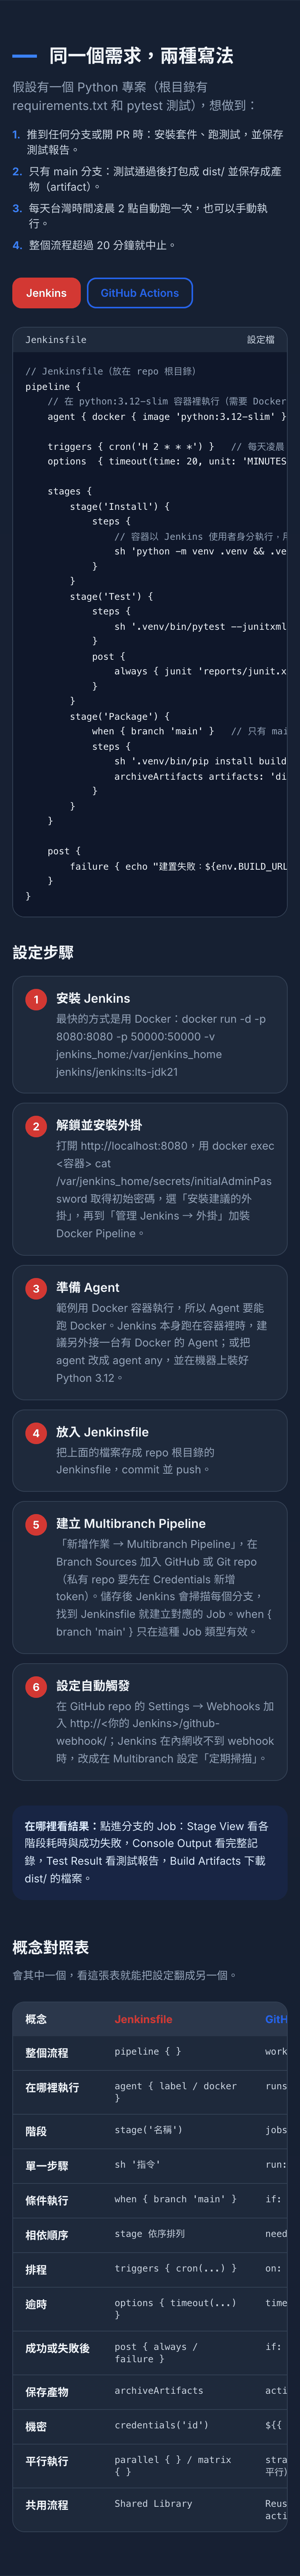 同一個需求，兩種寫法
假設有一個 Python 專案（根目錄有
requirements.txt 和 pytest 測試），想做到：
1. 推到任何分支或開 PR 時：安裝套件、跑測試，並保存
測試報告。
2. 只有 main 分支：測試通過後打包成 dist/ 並保存成產
物（artifact）。
3. 每天台灣時間凌晨 2 點自動跑一次，也可以手動執
行。
4. 整個流程超過 20 分鐘就中止。
Jenkins GitHub Actions
Jenkinsfile 設定檔
// Jenkinsfile（放在 repo 根目錄）
pipeline {
// 在 python:3.12-slim 容器裡執行（需要 Docker
agent { docker { image 'python:3.12-slim' }
triggers { cron('H 2 * * *') } // 每天凌晨
options { timeout(time: 20, unit: 'MINUTES
stages {
stage('Install') {
steps {
// 容器以 Jenkins 使用者身分執行，
sh 'python -m venv .venv && .ve
}
}
stage('Test') {
steps {
sh '.venv/bin/pytest --junitxml
}
post {
always { junit 'reports/junit.x
}
}
stage('Package') {
when { branch 'main' } // 只有 mai
steps {
sh '.venv/bin/pip install build
archiveArtifacts artifacts: 'di
}
}
}
post {
failure { echo "建置失敗：${env.BUILD_URL
}
}
設定步驟
1 安裝 Jenkins
最快的方式是用 Docker：docker run -d -p
8080:8080 -p 50000:50000 -v
jenkins_home:/var/jenkins_home
jenkins/jenkins:lts-jdk21
2 解鎖並安裝外掛
打開 http://localhost:8080，用 docker exec
<容器> cat
/var/jenkins_home/secrets/initialAdminPas
sword 取得初始密碼，選「安裝建議的外
掛」，再到「管理 Jenkins → 外掛」加裝
Docker Pipeline。
3 準備 Agent
範例用 Docker 容器執行，所以 Agent 要能
跑 Docker。Jenkins 本身跑在容器裡時，建
議另外接一台有 Docker 的 Agent；或把
agent 改成 agent any，並在機器上裝好
Python 3.12。
4 放入 Jenkinsfile
把上面的檔案存成 repo 根目錄的
Jenkinsfile，commit 並 push。
5 建立 Multibranch Pipeline
「新增作業 → Multibranch Pipeline」，在
Branch Sources 加入 GitHub 或 Git repo
（私有 repo 要先在 Credentials 新增
token）。儲存後 Jenkins 會掃描每個分支，
找到 Jenkinsfile 就建立對應的 Job。when {
branch 'main' } 只在這種 Job 類型有效。
6 設定自動觸發
在 GitHub repo 的 Settings → Webhooks 加
入 http://<你的 Jenkins>/github-
webhook/；Jenkins 在內網收不到 webhook
時，改成在 Multibranch 設定「定期掃描」。
在哪裡看結果：點進分支的 Job：Stage View 看各
階段耗時與成功失敗，Console Output 看完整記
錄，Test Result 看測試報告，Build Artifacts 下載
dist/ 的檔案。
概念對照表
會其中一個，看這張表就能把設定翻成另一個。
概念 Jenkinsfile GitH
整個流程 pipeline { } work
在哪裡執行 agent { label / docker
} runs
階段 stage('名稱') jobs
單一步驟 sh '指令' run:
條件執行 when { branch 'main' } if:
相依順序 stage 依序排列 need
排程 triggers { cron(...) } on:
逾時 options { timeout(...)
} time
成功或失敗後 post { always /
failure } if:
保存產物 archiveArtifacts acti
機密 credentials('id') ${{
平行執行 parallel { } / matrix
{ } stra
平行)
共用流程 Shared Library Reus
acti